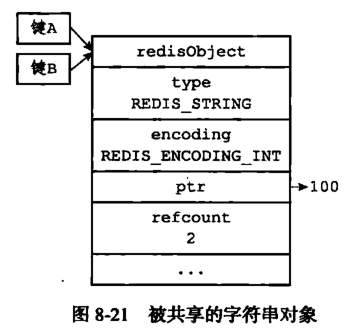 键A
键B
redisObject
type
REDIS_STRING
encoding
REDIS_ENCODING_INT
ptr
100
refcount
2
...
图 8-21 被共享的字符串对象